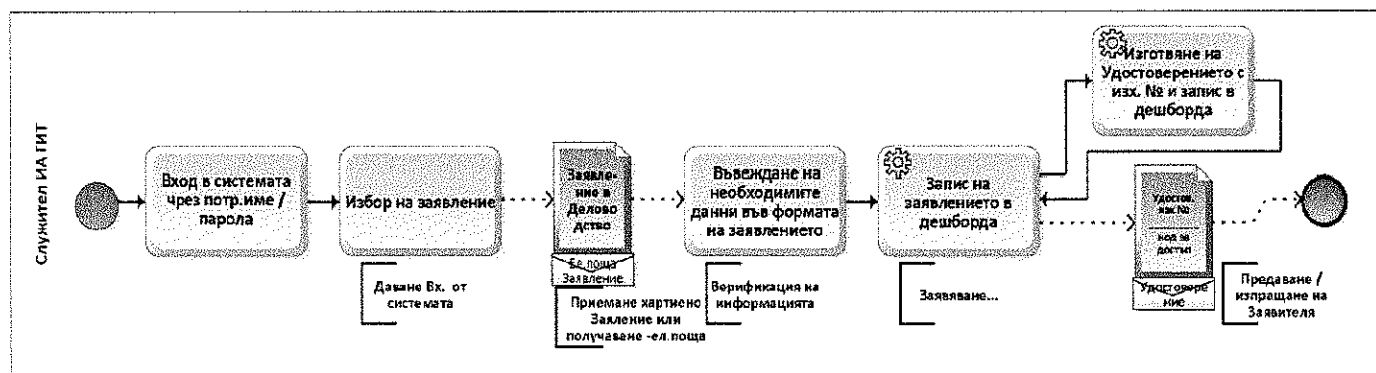 Служител ИА ГИТ
Вход в системата
чрез потр.име /
парола
Избор на заявление
Даване Вх. от
системата
Заявле-
ние в
Делово
дство
Ел.поща
Заявление
Приемане хартиено
Заяление или
получаване -ел.поща
Въвеждане на
необходимите
данни във формата
на заявлението
Верификация на
информацията
Запис на
заявлението в
дешборда
Заявяване...
Изготвяне на
Удостоверението с
изх. № и запис в
дешборда
Удостов.
изх №
код за
достъп
Удостовере
ние
Предаване /
изпращане на
Заявителя